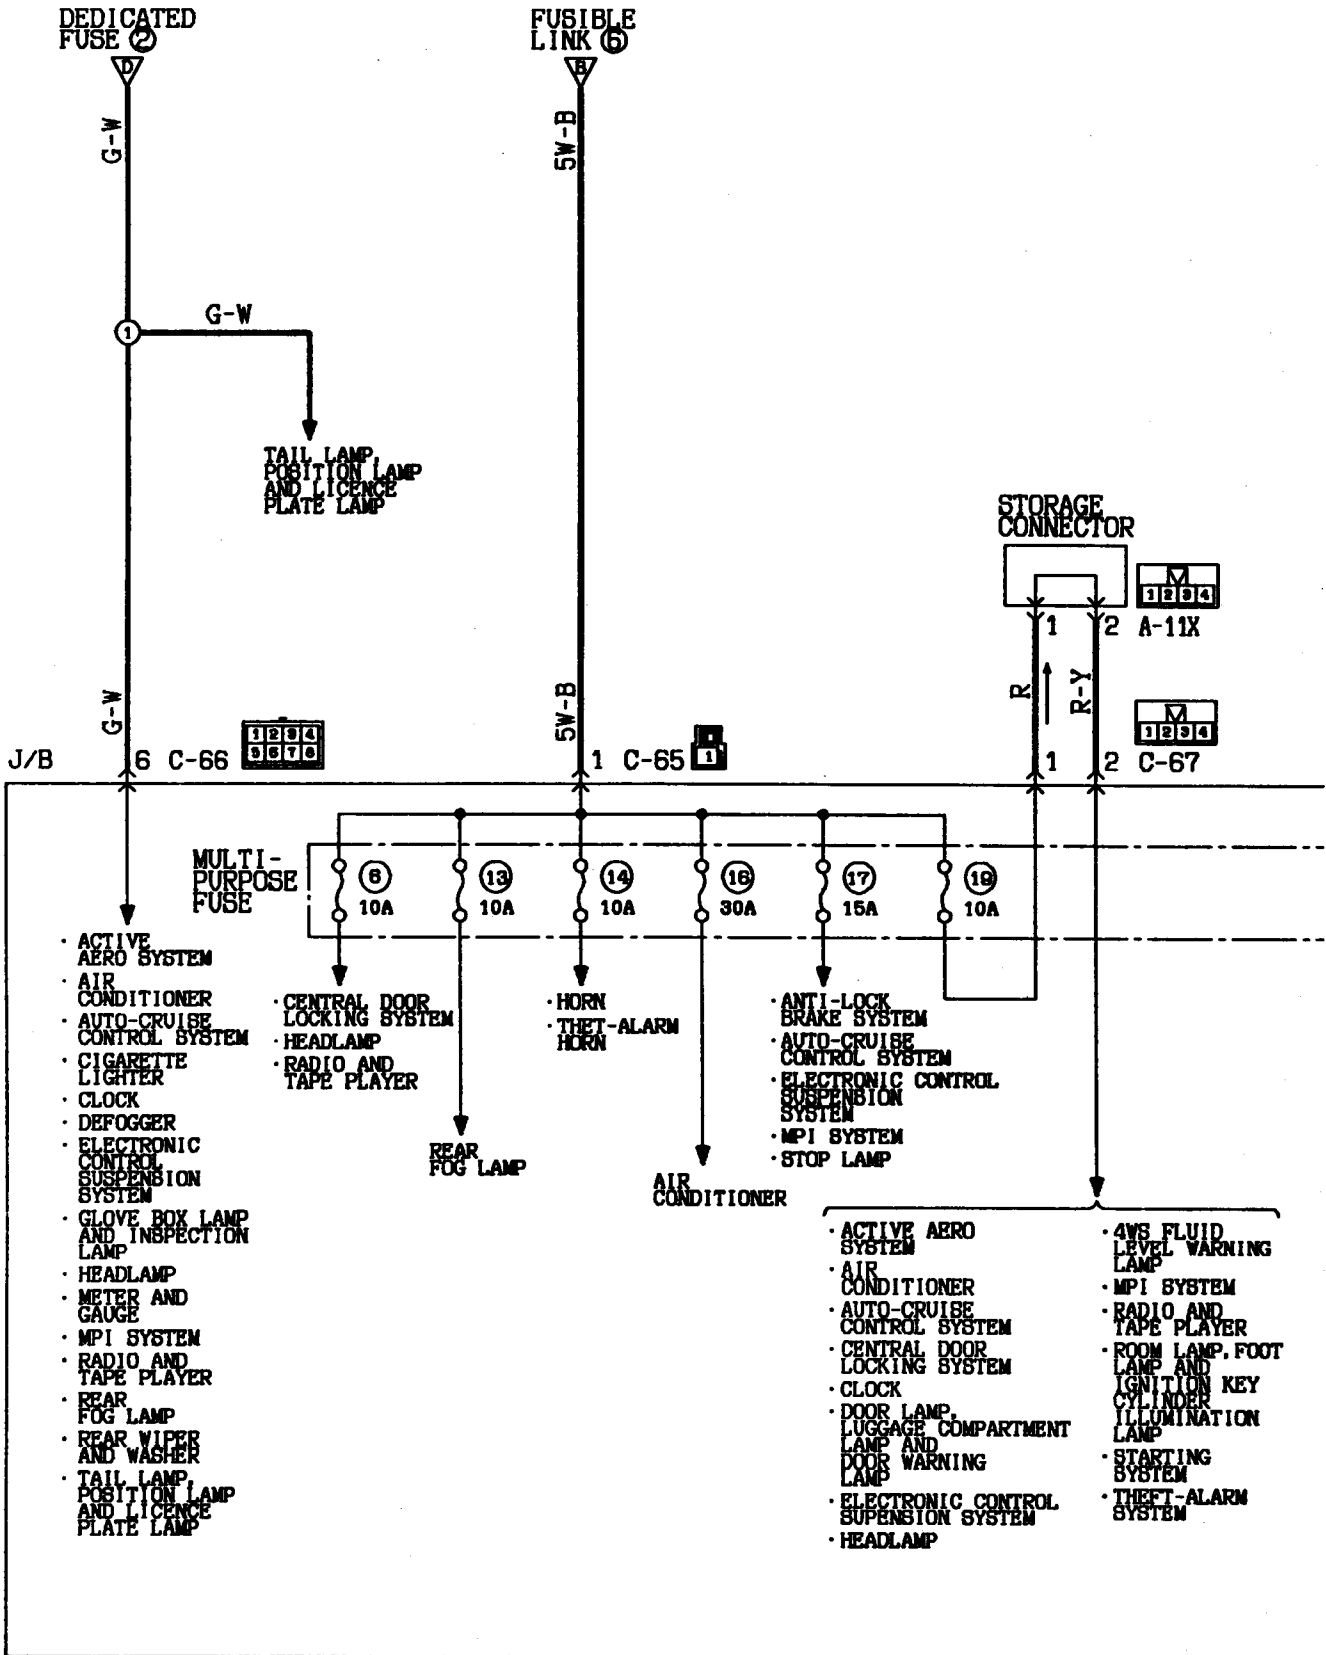 DEDICATED
FUSE ②
D
FUSIBLE
LINK ⑤
B
G-W
5W-B
1
G-W
TAIL LAMP,
POSITION LAMP
AND LICENCE
PLATE LAMP
STORAGE
CONNECTOR
1 2 3 4
1
2 A-11X
R
R-Y
G-W
5W-B
1 2 3 4
5 6 7 8
1
1 2 3 4
J/B
6 C-66
1 C-65
1
2 C-67
MULTI-
PURPOSE
FUSE
⑥
10A
⑬
10A
⑭
10A
⑯
30A
⑰
15A
⑲
10A
· ACTIVE
AERO SYSTEM
· AIR
CONDITIONER
· AUTO-CRUISE
CONTROL SYSTEM
· CIGARETTE
LIGHTER
· CLOCK
· DEFOGGER
· ELECTRONIC
CONTROL
SUSPENSION
SYSTEM
· GLOVE BOX LAMP
AND INSPECTION
LAMP
· HEADLAMP
· METER AND
GAUGE
· MPI SYSTEM
· RADIO AND
TAPE PLAYER
· REAR
FOG LAMP
· REAR WIPER
AND WASHER
· TAIL LAMP,
POSITION LAMP
AND LICENCE
PLATE LAMP
· CENTRAL DOOR
LOCKING SYSTEM
· HEADLAMP
· RADIO AND
TAPE PLAYER
REAR
FOG LAMP
· HORN
· THET-ALARM
HORN
AIR
CONDITIONER
· ANTI-LOCK
BRAKE SYSTEM
· AUTO-CRUISE
CONTROL SYSTEM
· ELECTRONIC CONTROL
SUSPENSION
SYSTEM
· MPI SYSTEM
· STOP LAMP
· ACTIVE AERO
SYSTEM
· AIR
CONDITIONER
· AUTO-CRUISE
CONTROL SYSTEM
· CENTRAL DOOR
LOCKING SYSTEM
· CLOCK
· DOOR LAMP,
LUGGAGE COMPARTMENT
LAMP AND
DOOR WARNING
LAMP
· ELECTRONIC CONTROL
SUPENSION SYSTEM
· HEADLAMP
· 4WS FLUID
LEVEL WARNING
LAMP
· MPI SYSTEM
· RADIO AND
TAPE PLAYER
· ROOM LAMP, FOOT
LAMP AND
IGNITION KEY
CYLINDER
ILLUMINATION
LAMP
· STARTING
SYSTEM
· THEFT-ALARM
SYSTEM